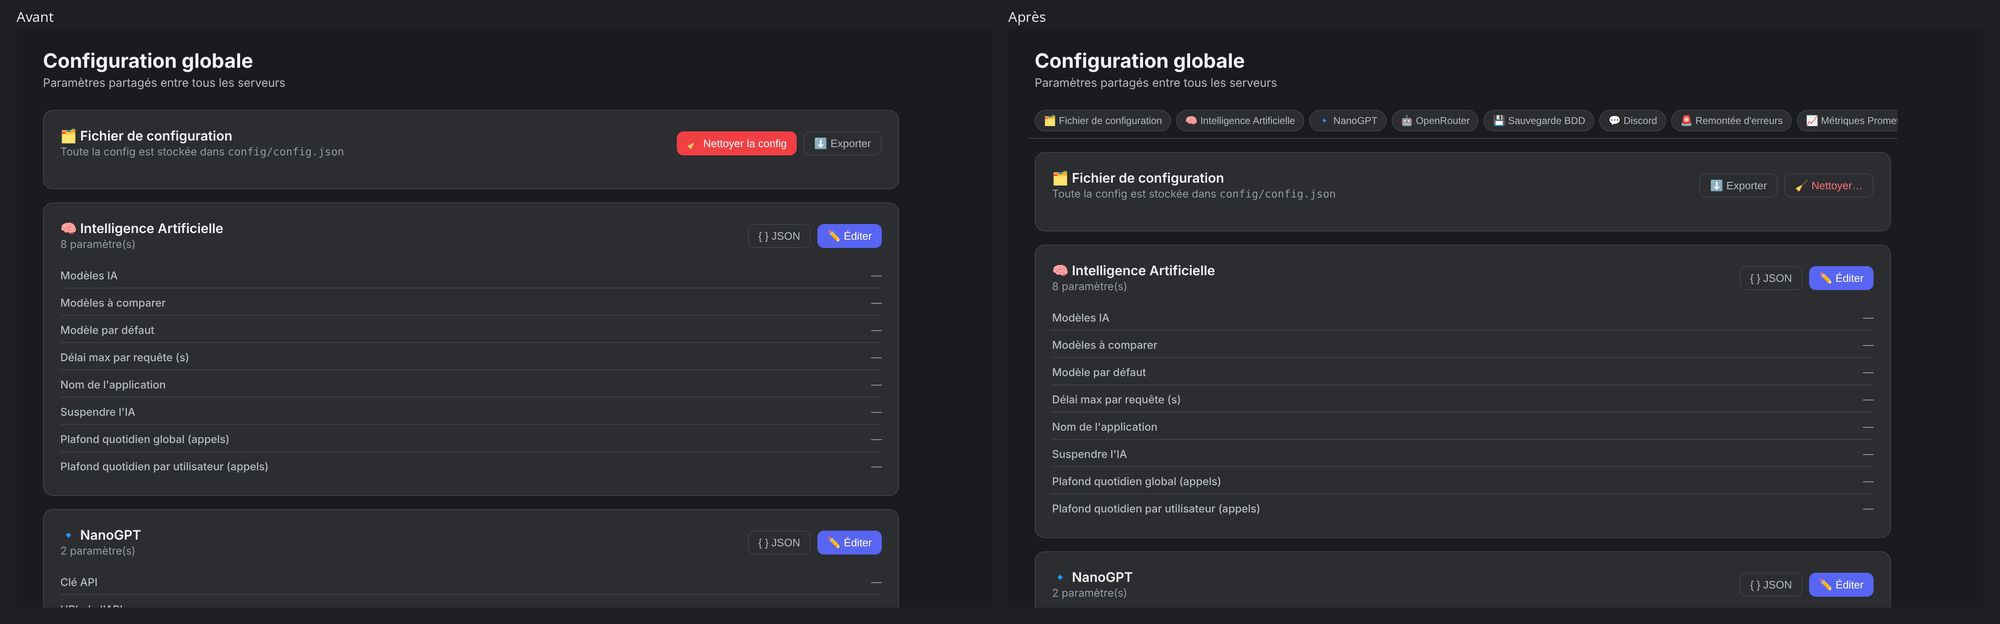 Avant
Configuration globale
Paramètres partagés entre tous les serveurs
Fichier de configuration
Toute la config est stockée dans config/config.json
Nettoyer la config
Exporter
Intelligence Artificielle
8 paramètre(s)
{ } JSON
Éditer
Modèles IA —
Modèles à comparer —
Modèle par défaut —
Délai max par requête (s) —
Nom de l'application —
Suspendre l'IA —
Plafond quotidien global (appels) —
Plafond quotidien par utilisateur (appels) —
NanoGPT
2 paramètre(s)
{ } JSON
Éditer
Clé API —
Après
Configuration globale
Paramètres partagés entre tous les serveurs
Fichier de configuration
Intelligence Artificielle
NanoGPT
OpenRouter
Sauvegarde BDD
Discord
Remontée d'erreurs
Métriques Promet
Fichier de configuration
Toute la config est stockée dans config/config.json
Exporter
Nettoyer…
Intelligence Artificielle
8 paramètre(s)
{ } JSON
Éditer
Modèles IA —
Modèles à comparer —
Modèle par défaut —
Délai max par requête (s) —
Nom de l'application —
Suspendre l'IA —
Plafond quotidien global (appels) —
Plafond quotidien par utilisateur (appels) —
NanoGPT
2 paramètre(s)
{ } JSON
Éditer